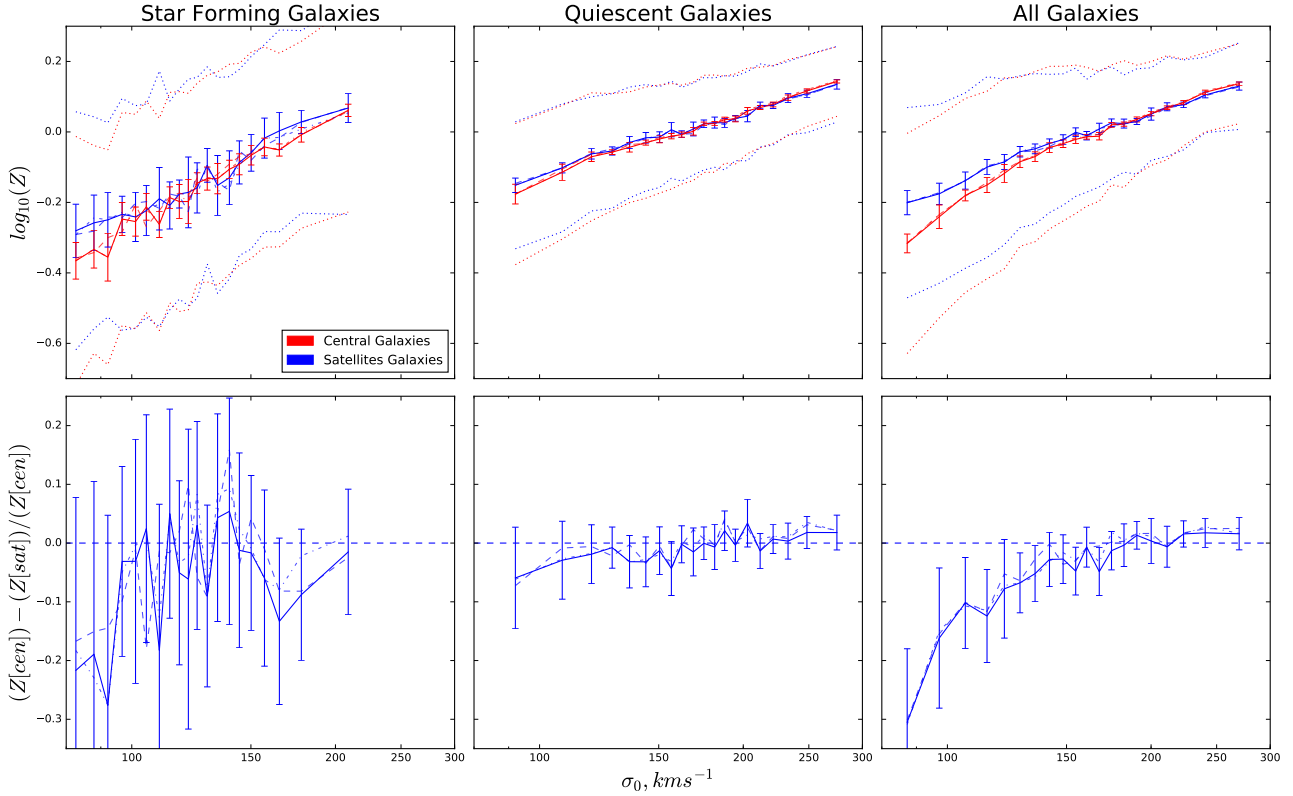 Star Forming Galaxies
Quiescent Galaxies
All Galaxies
log₁₀(Z)
0.2
0.0
−0.2
−0.4
−0.6
Central Galaxies
Satellites Galaxies
(Z[cen]) − (Z[sat])/(Z[cen])
0.2
0.1
0.0
−0.1
−0.2
−0.3
100 150 200 250 300
100 150 200 250 300
100 150 200 250 300
σ₀, kms⁻¹